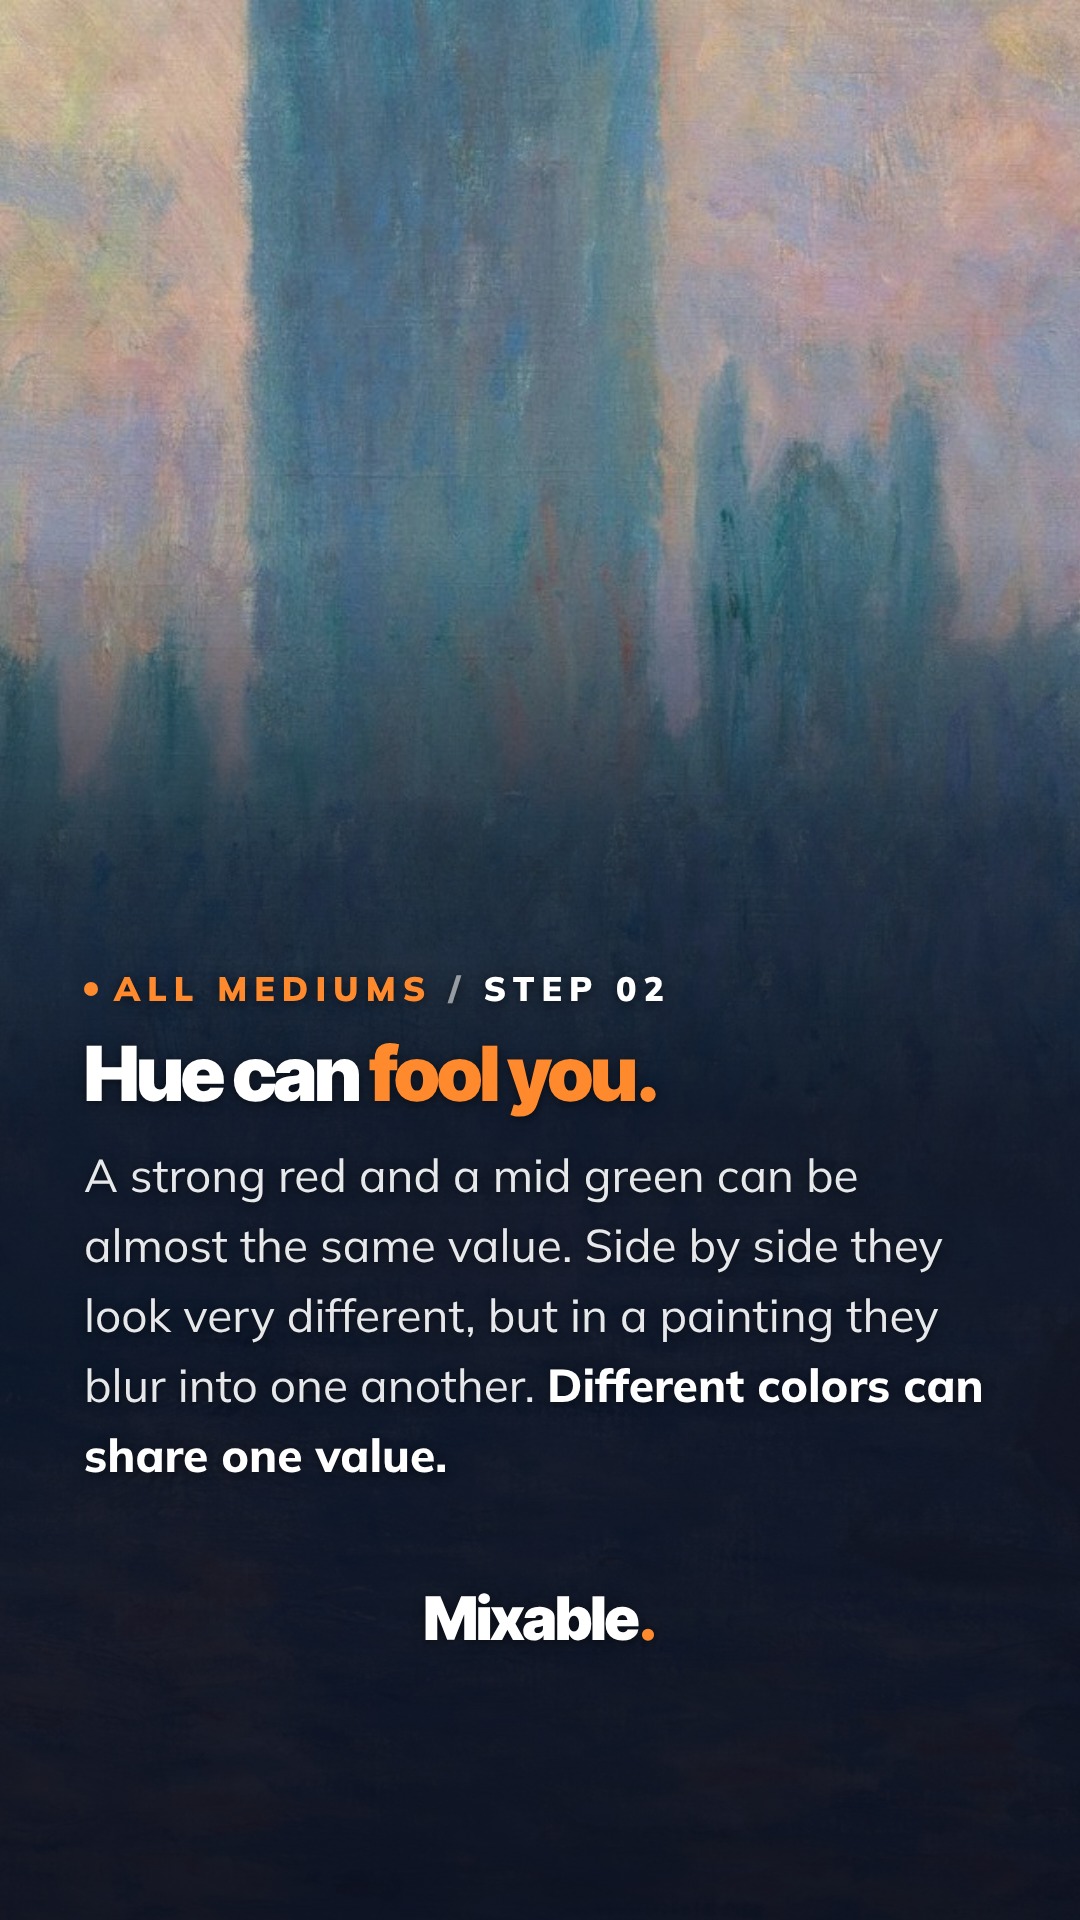 • ALL MEDIUMS / STEP 02
Hue can fool you.
A strong red and a mid green can be
almost the same value. Side by side they
look very different, but in a painting they
blur into one another. Different colors can
share one value.
Mixable.